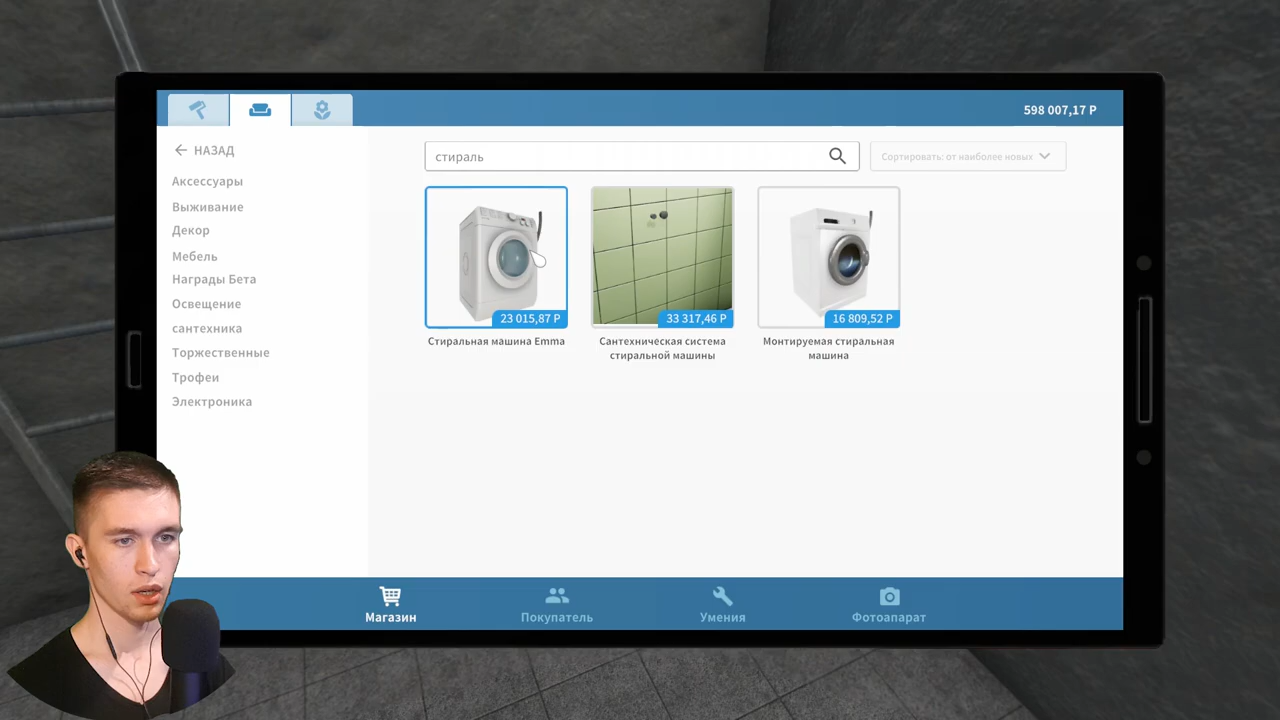 598 007,17 Р
НАЗАД
стираль
Сортировать: от наиболее новых
Аксессуары
Выживание
Декор
Мебель
Награды Бета
Освещение
сантехника
Торжественные
Трофеи
Электроника
23 015,87 Р
33 317,46 Р
16 809,52 Р
Стиральная машина Emma
Сантехническая система
стиральной машины
Монтируемая стиральная
машина
Магазин
Покупатель
Умения
Фотоаппарат